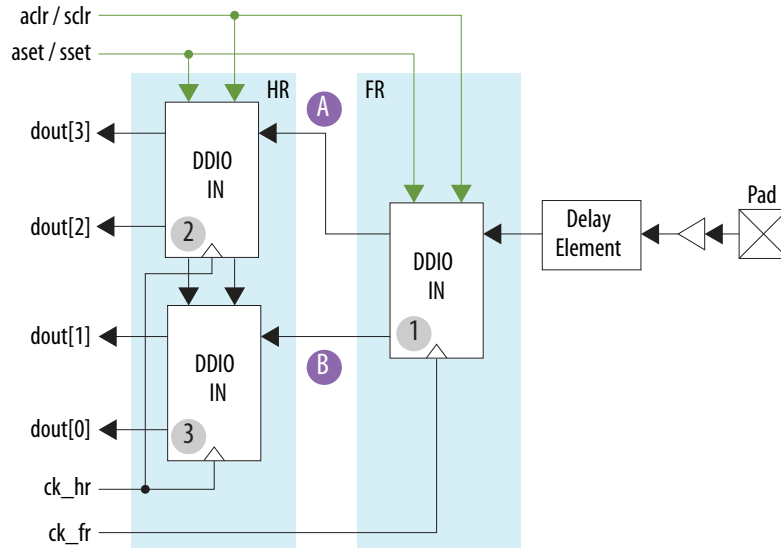 aclr / sclr
aset / sset
HR
FR
A
dout[3]
DDIO
IN
dout[2]
2
Pad
Delay
Element
DDIO
IN
1
dout[1]
DDIO
IN
B
dout[0]
3
ck_hr
ck_fr